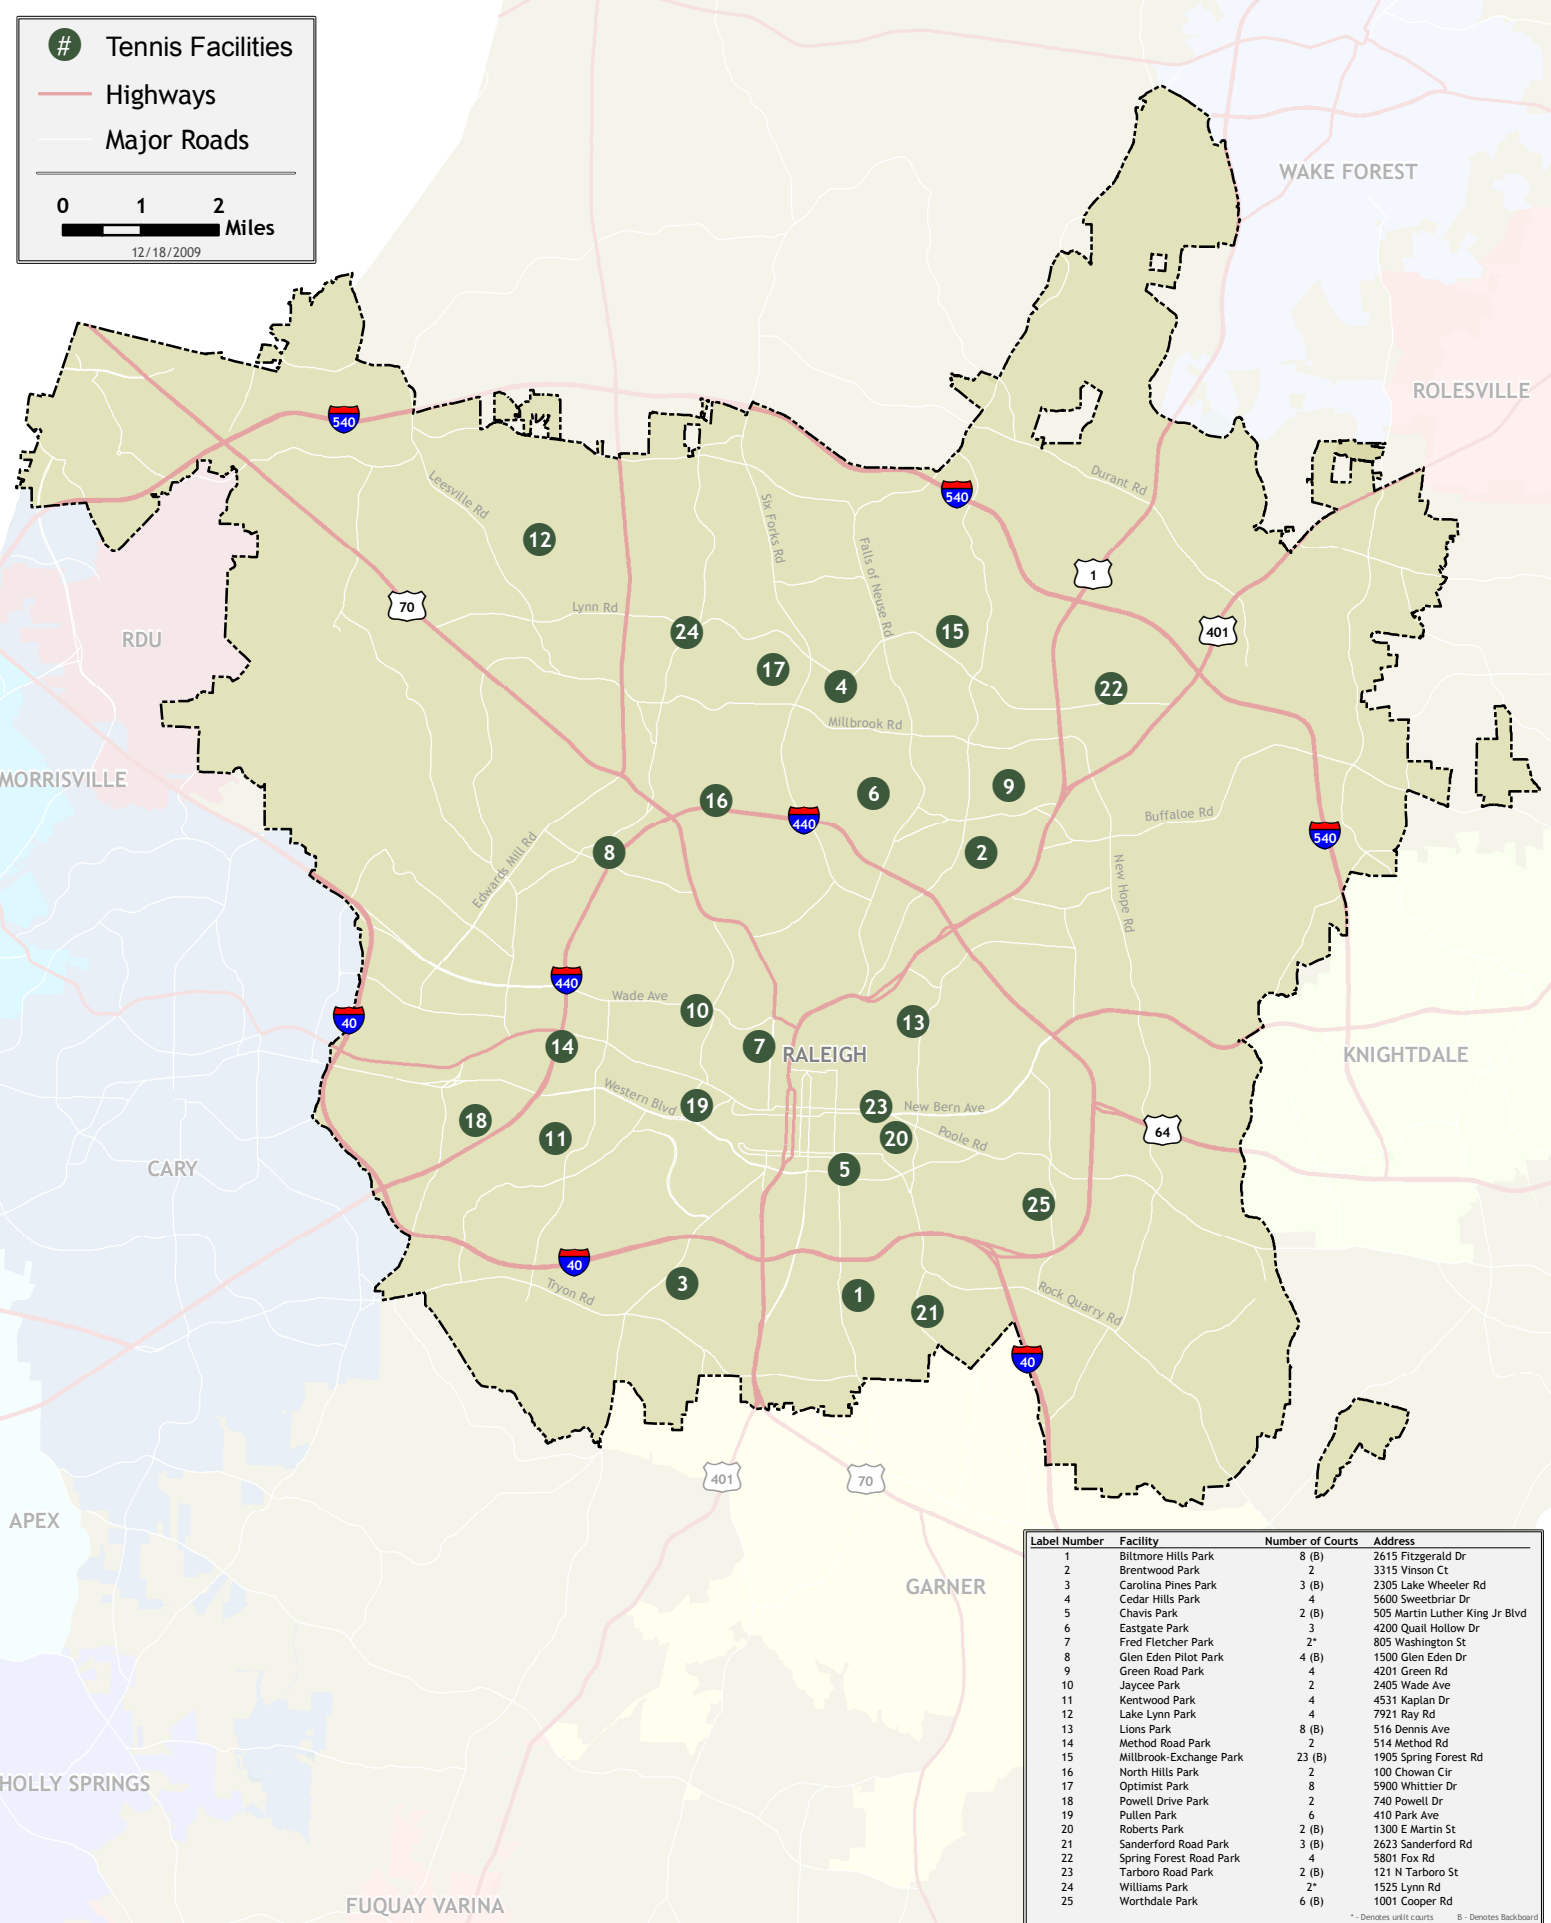 # Tennis Facilities
Highways
Major Roads
0 1 2
Miles
12/18/2009
WAKE FOREST
ROLESVILLE
540
Leesville Rd
Six Forks Rd
Durant Rd
540
12
Falls of Neuse Rd
1
70
Lynn Rd
401
RDU
24
15
17
4
22
Millbrook Rd
MORRISVILLE
16
6
9
440
Buffaloe Rd
540
Edwards Mill Rd
8
2
New Hope Rd
440
Wade Ave
10
40
13
14
7
RALEIGH
KNIGHTDALE
Western Blvd
19
23
New Bern Ave
18
11
20
Poole Rd
64
CARY
5
25
40
Tryon Rd
3
1
21
Rock Quarry Rd
40
401
70
APEX
GARNER
HOLLY SPRINGS
FUQUAY VARINA
Label Number Facility Number of Courts Address
1 Biltmore Hills Park 8 (B) 2615 Fitzgerald Dr
2 Brentwood Park 2 3315 Vinson Ct
3 Carolina Pines Park 3 (B) 2305 Lake Wheeler Rd
4 Cedar Hills Park 4 5600 Sweetbriar Dr
5 Chavis Park 2 (B) 505 Martin Luther King Jr Blvd
6 Eastgate Park 3 4200 Quail Hollow Dr
7 Fred Fletcher Park 2* 805 Washington St
8 Glen Eden Pilot Park 4 (B) 1500 Glen Eden Dr
9 Green Road Park 4 4201 Green Rd
10 Jaycee Park 2 2405 Wade Ave
11 Kentwood Park 4 4531 Kaplan Dr
12 Lake Lynn Park 4 7921 Ray Rd
13 Lions Park 8 (B) 516 Dennis Ave
14 Method Road Park 2 514 Method Rd
15 Millbrook-Exchange Park 23 (B) 1905 Spring Forest Rd
16 North Hills Park 2 100 Chowan Cir
17 Optimist Park 8 5900 Whittier Dr
18 Powell Drive Park 2 740 Powell Dr
19 Pullen Park 6 410 Park Ave
20 Roberts Park 2 (B) 1300 E Martin St
21 Sanderford Road Park 3 (B) 2623 Sanderford Rd
22 Spring Forest Road Park 4 5801 Fox Rd
23 Tarboro Road Park 2 (B) 121 N Tarboro St
24 Williams Park 2* 1525 Lynn Rd
25 Worthdale Park 6 (B) 1001 Cooper Rd
* - Denotes unlit courts B - Denotes Backboard